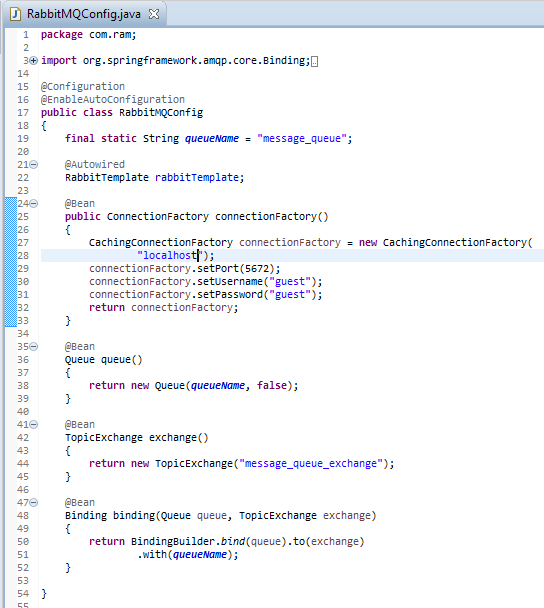 RabbitMQConfig.java
1 package com.ram;
2
3 import org.springframework.amqp.core.Binding;
14
15 @Configuration
16 @EnableAutoConfiguration
17 public class RabbitMQConfig
18 {
19     final static String queueName = "message_queue";
20
21     @Autowired
22     RabbitTemplate rabbitTemplate;
23
24     @Bean
25     public ConnectionFactory connectionFactory()
26     {
27         CachingConnectionFactory connectionFactory = new CachingConnectionFactory(
28                 "localhost");
29         connectionFactory.setPort(5672);
30         connectionFactory.setUsername("guest");
31         connectionFactory.setPassword("guest");
32         return connectionFactory;
33     }
34
35     @Bean
36     Queue queue()
37     {
38         return new Queue(queueName, false);
39     }
40
41     @Bean
42     TopicExchange exchange()
43     {
44         return new TopicExchange("message_queue_exchange");
45     }
46
47     @Bean
48     Binding binding(Queue queue, TopicExchange exchange)
49     {
50         return BindingBuilder.bind(queue).to(exchange)
51                 .with(queueName);
52     }
53
54 }
55